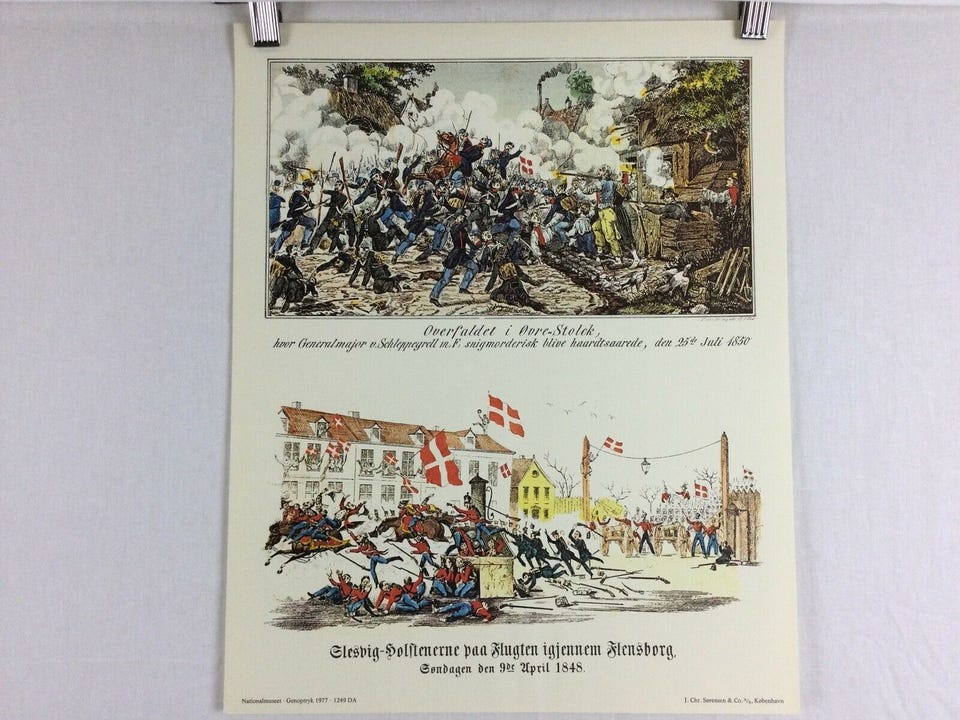 Overfaldet i Øvre-Stolck,
hvor Generalmajor v. Schleppegrell m. F. snigmorderisk blive haardtsaarede, den 25de Juli 1850
Slesvig-Holstenerne paa Flugten igjennem Flensborg,
Søndagen den 9de April 1848.
Nationalmuseet · Genoptryk 1977 · 1249 DA
J. Chr. Sørensen & Co. A/S, København